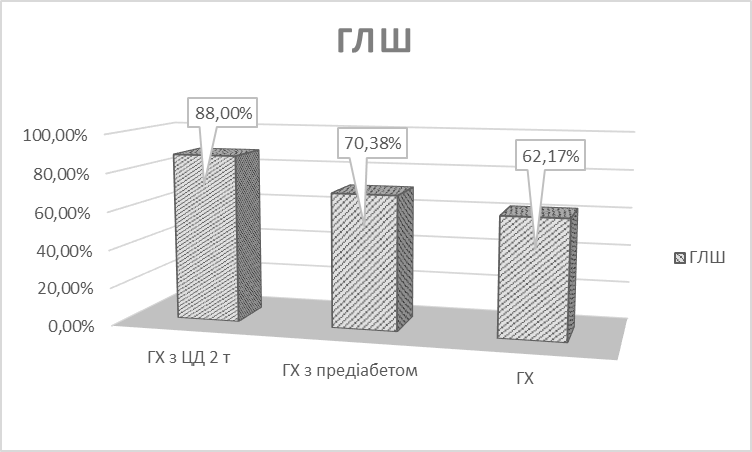 ГЛШ
88,00%
70,38%
62,17%
100,00%
80,00%
60,00%
40,00%
20,00%
0,00%
ГХ з ЦД 2 т
ГХ з предіабетом
ГХ
ГЛШ